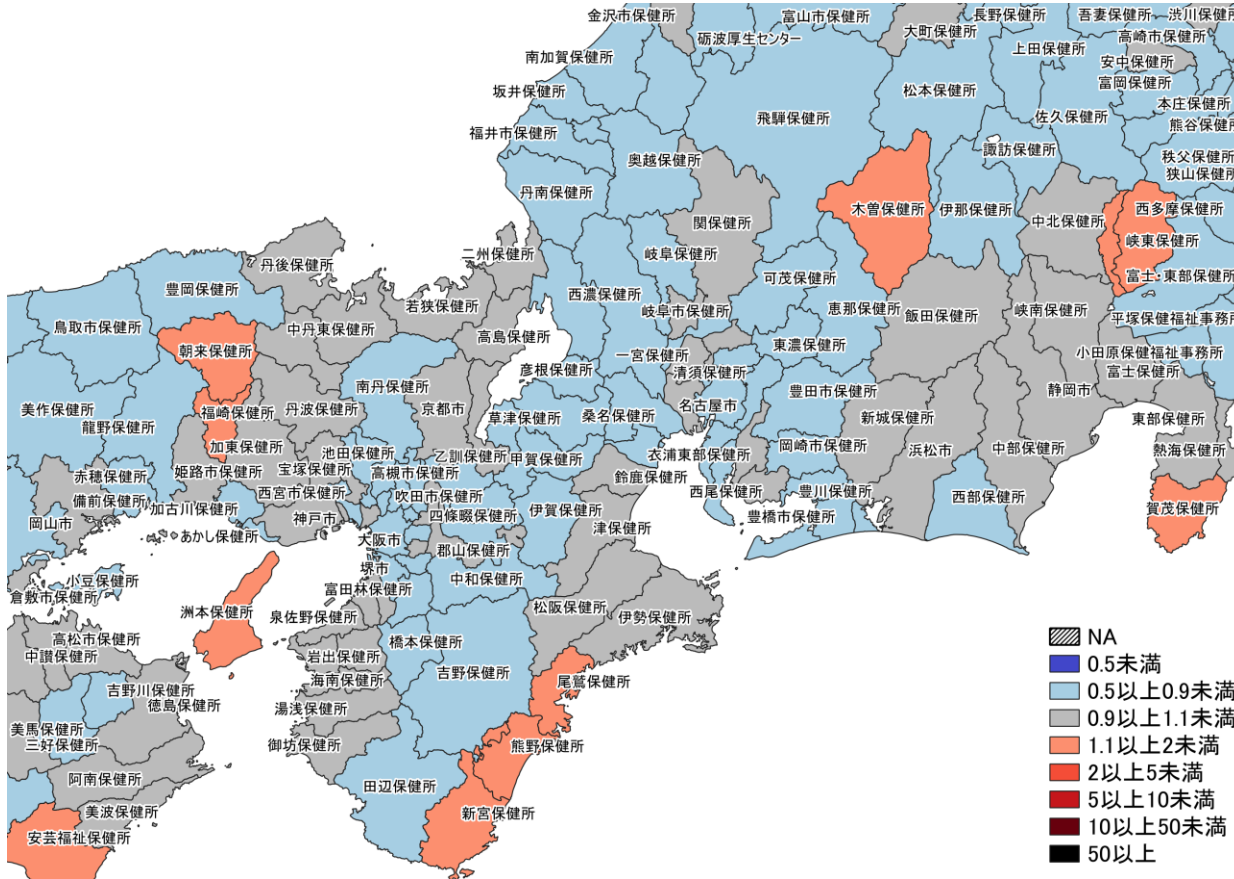 金沢市保健所
富山市保健所
長野保健所
吾妻保健所
渋川保健所
砺波厚生センター
大町保健所
高崎市保健所
南加賀保健所
上田保健所
安中保健所
坂井保健所
松本保健所
富岡保健所
本庄保健所
福井市保健所
飛騨保健所
佐久保健所
熊谷保健所
奥越保健所
諏訪保健所
秩父保健所
狭山保健所
丹南保健所
木曽保健所
伊那保健所
中北保健所
西多摩保健所
関保健所
峡東保健所
丹後保健所
二州保健所
岐阜保健所
可茂保健所
富士・東部保健所
豊岡保健所
若狭保健所
西濃保健所
岐阜市保健所
恵那保健所
飯田保健所
峡南保健所
平塚保健福祉事務所
鳥取市保健所
中丹東保健所
高島保健所
東濃保健所
朝来保健所
一宮保健所
小田原保健福祉事務所
南丹保健所
彦根保健所
清須保健所
富士保健所
美作保健所
福崎保健所
丹波保健所
京都市
豊田市保健所
静岡市
龍野保健所
草津保健所
桑名保健所
名古屋市
新城保健所
東部保健所
加東保健所
池田保健所
乙訓保健所
甲賀保健所
衣浦東部保健所
岡崎市保健所
浜松市
中部保健所
熱海保健所
赤穂保健所
姫路市保健所
宝塚保健所
高槻市保健所
鈴鹿保健所
備前保健所
加古川保健所
西宮市保健所
吹田市保健所
西尾保健所
豊川保健所
西部保健所
賀茂保健所
岡山市
神戸市
四條畷保健所
伊賀保健所
津保健所
豊橋市保健所
あかし保健所
大阪市
郡山保健所
小豆保健所
堺市
中和保健所
倉敷市保健所
富田林保健所
洲本保健所
泉佐野保健所
松阪保健所
伊勢保健所
高松市保健所
橋本保健所
中讃保健所
岩出保健所
吉野保健所
海南保健所
尾鷲保健所
吉野川保健所
徳島保健所
湯浅保健所
美馬保健所
三好保健所
御坊保健所
熊野保健所
阿南保健所
田辺保健所
美波保健所
新宮保健所
安芸福祉保健所
NA
0.5未満
0.5以上0.9未満
0.9以上1.1未満
1.1以上2未満
2以上5未満
5以上10未満
10以上50未満
50以上